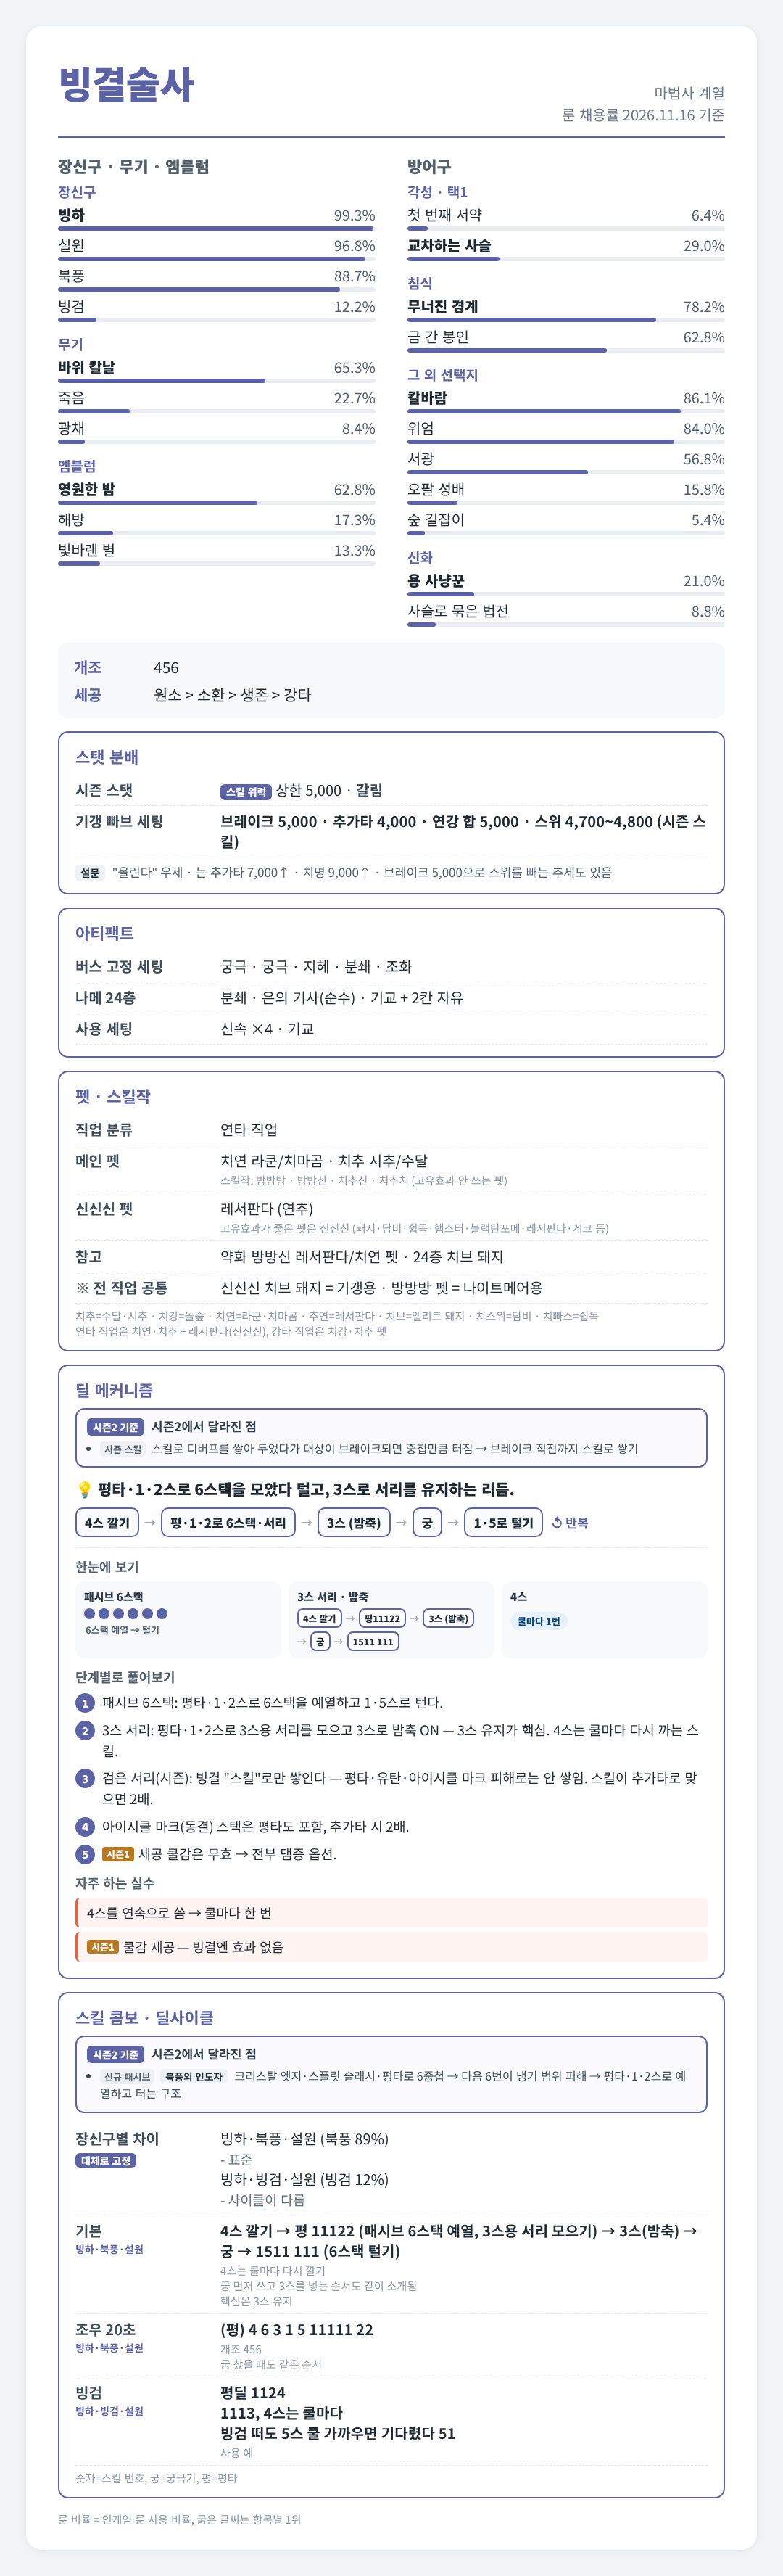 빙결술사
마법사 계열
룬 채용률 2026.11.16 기준
장신구 · 무기 · 엠블럼
장신구
빙하 99.3%
설원 96.8%
북풍 88.7%
빙검 12.2%
무기
바위 칼날 65.3%
죽음 22.7%
광채 8.4%
엠블럼
영원한 밤 62.8%
해방 17.3%
빛바랜 별 13.3%
방어구
각성 · 택1
첫 번째 서약 6.4%
교차하는 사슬 29.0%
침식
무너진 경계 78.2%
금 간 봉인 62.8%
그 외 선택지
칼바람 86.1%
위엄 84.0%
서광 56.8%
오팔 성배 15.8%
숲 길잡이 5.4%
신화
용 사냥꾼 21.0%
사슬로 묶은 법전 8.8%
개조 456
세공 원소 > 소환 > 생존 > 강타
스탯 분배
시즌 스탯 스킬 위력 상한 5,000 · 갈림
기갱 빠브 세팅 브레이크 5,000 · 추가타 4,000 · 연강 합 5,000 · 스위 4,700~4,800 (시즌 스
킬)
설문 "올린다" 우세 · 는 추가타 7,000↑ · 치명 9,000↑ · 브레이크 5,000으로 스위를 빼는 추세도 있음
아티팩트
버스 고정 세팅 궁극 · 궁극 · 지혜 · 분쇄 · 조화
나메 24층 분쇄 · 은의 기사(순수) · 기교 + 2칸 자유
사용 세팅 신속 ×4 · 기교
펫 · 스킬작
직업 분류 연타 직업
메인 펫 치연 라쿤/치마곰 · 치추 시추/수달
스킬작: 방방방 · 방방신 · 치추신 · 치추치 (고유효과 안 쓰는 펫)
신신신 펫 레서판다 (연추)
고유효과가 좋은 펫은 신신신 (돼지·담비·쉽독·햄스터·블랙탄포메·레서판다·게코 등)
참고 약화 방방신 레서판다/치연 펫 · 24층 치브 돼지
※ 전 직업 공통 신신신 치브 돼지 = 기갱용 · 방방방 펫 = 나이트메어용
치추=수달·시추 · 치강=놀숲 · 치연=라쿤·치마곰 · 추연=레서판다 · 치브=엘리트 돼지 · 치스위=담비 · 치빠스=쉽독
연타 직업은 치연·치추 + 레서판다(신신신), 강타 직업은 치강·치추 펫
딜 메커니즘
시즌2 기준 시즌2에서 달라진 점
• 시즌 스킬 스킬로 디버프를 쌓아 두었다가 대상이 브레이크되면 중첩만큼 터짐 → 브레이크 직전까지 스킬로 쌓기
💡 평타·1·2스로 6스택을 모았다 털고, 3스로 서리를 유지하는 리듬.
4스 깔기 → 평·1·2로 6스택·서리 → 3스 (밤축) → 궁 → 1·5로 털기 ↺ 반복
한눈에 보기
패시브 6스택
6스택 예열 → 털기
3스 서리 · 밤축
4스 깔기 → 평11122 → 3스 (밤축)
→ 궁 → 1511 111
4스
쿨마다 1번
단계별로 풀어보기
1 패시브 6스택: 평타·1·2스로 6스택을 예열하고 1·5스로 턴다.
2 3스 서리: 평타·1·2스로 3스용 서리를 모으고 3스로 밤축 ON — 3스 유지가 핵심. 4스는 쿨마다 다시 까는 스
킬.
3 검은 서리(시즌): 빙결 "스킬"로만 쌓인다 — 평타·유탄·아이시클 마크 피해로는 안 쌓임. 스킬이 추가타로 맞
으면 2배.
4 아이시클 마크(동결) 스택은 평타도 포함, 추가타 시 2배.
5 시즌1 세공 쿨감은 무효 → 전부 댐증 옵션.
자주 하는 실수
4스를 연속으로 씀 → 쿨마다 한 번
시즌1 쿨감 세공 — 빙결엔 효과 없음
스킬 콤보 · 딜사이클
시즌2 기준 시즌2에서 달라진 점
• 신규 패시브 북풍의 인도자 크리스탈 엣지·스플릿 슬래시·평타로 6중첩 → 다음 6번이 냉기 범위 피해 → 평타·1·2스로 예
열하고 터는 구조
장신구별 차이 빙하·북풍·설원 (북풍 89%)
대체로 고정 - 표준
빙하·빙검·설원 (빙검 12%)
- 사이클이 다름
기본 4스 깔기 → 평 11122 (패시브 6스택 예열, 3스용 서리 모으기) → 3스(밤축) →
빙하·북풍·설원 궁 → 1511 111 (6스택 털기)
4스는 쿨마다 다시 깔기
궁 먼저 쓰고 3스를 넣는 순서도 같이 소개됨
핵심은 3스 유지
조우 20초 (평) 4 6 3 1 5 11111 22
빙하·북풍·설원 개조 456
궁 찼을 때도 같은 순서
빙검 평딜 1124
빙하·빙검·설원 1113, 4스는 쿨마다
빙검 떠도 5스 쿨 가까우면 기다렸다 51
사용 예
숫자=스킬 번호, 궁=궁극기, 평=평타
룬 비율 = 인게임 룬 사용 비율, 굵은 글씨는 항목별 1위